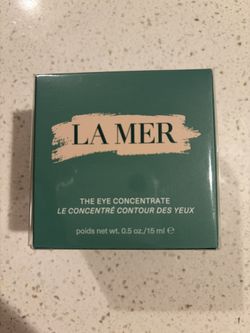 LA MER
THE EYE CONCENTRATE
LE CONCENTRÉ CONTOUR DES YEUX
poids net wt. 0.5 oz./15 ml ℮